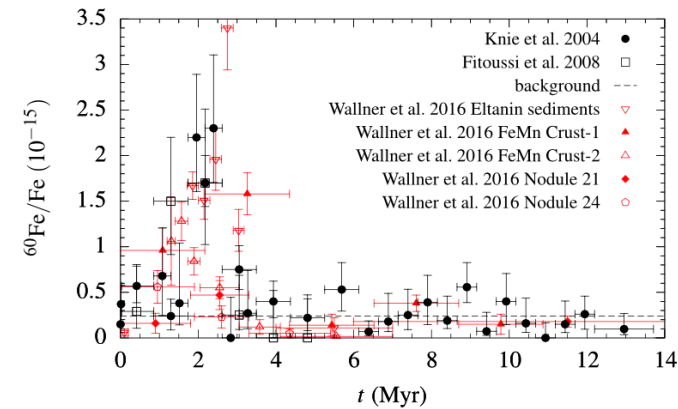 3.5
3
2.5
2
1.5
1
0.5
0
⁶⁰Fe/Fe (10⁻¹⁵)
Knie et al. 2004
Fitoussi et al. 2008
background
Wallner et al. 2016 Eltanin sediments
Wallner et al. 2016 FeMn Crust-1
Wallner et al. 2016 FeMn Crust-2
Wallner et al. 2016 Nodule 21
Wallner et al. 2016 Nodule 24
0 2 4 6 8 10 12 14
t (Myr)